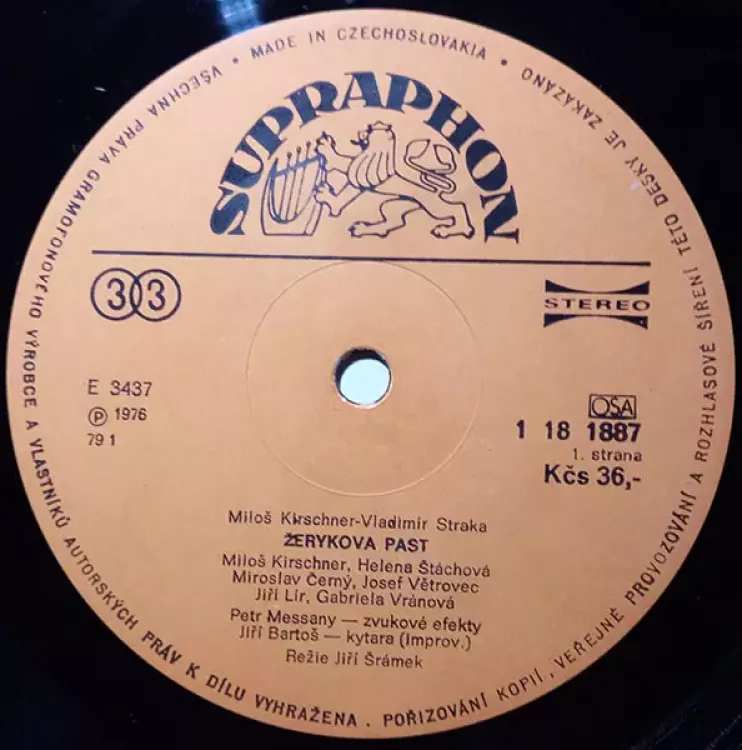 VŠECHNA PRÁVA GRAMOFONOVÉHO VÝROBCE A VLASTNÍKŮ AUTORSKÝCH PRÁV K DÍLU VYHRAŽENA . POŘIZOVÁNÍ KOPIÍ, VEŘEJNÉ PROVOZOVÁNÍ A ROZHLASOVÉ ŠÍŘENÍ TÉTO DESKY JE ZAKÁZÁNO
• MADE IN CZECHOSLOVAKIA •
SUPRAPHON
33
STEREO
E 3437
Ⓟ 1976
79 1
OSA
1 18 1887
1. strana
Kčs 36,-
Miloš Kirschner-Vladimír Straka
ŽERYKOVA PAST
Miloš Kirschner, Helena Štáchová
Miroslav Černý, Josef Větrovec
Jiří Lír, Gabriela Vránová
Petr Messany — zvukové efekty
Jiří Bartoš — kytara (Improv.)
Režie Jiří Šrámek